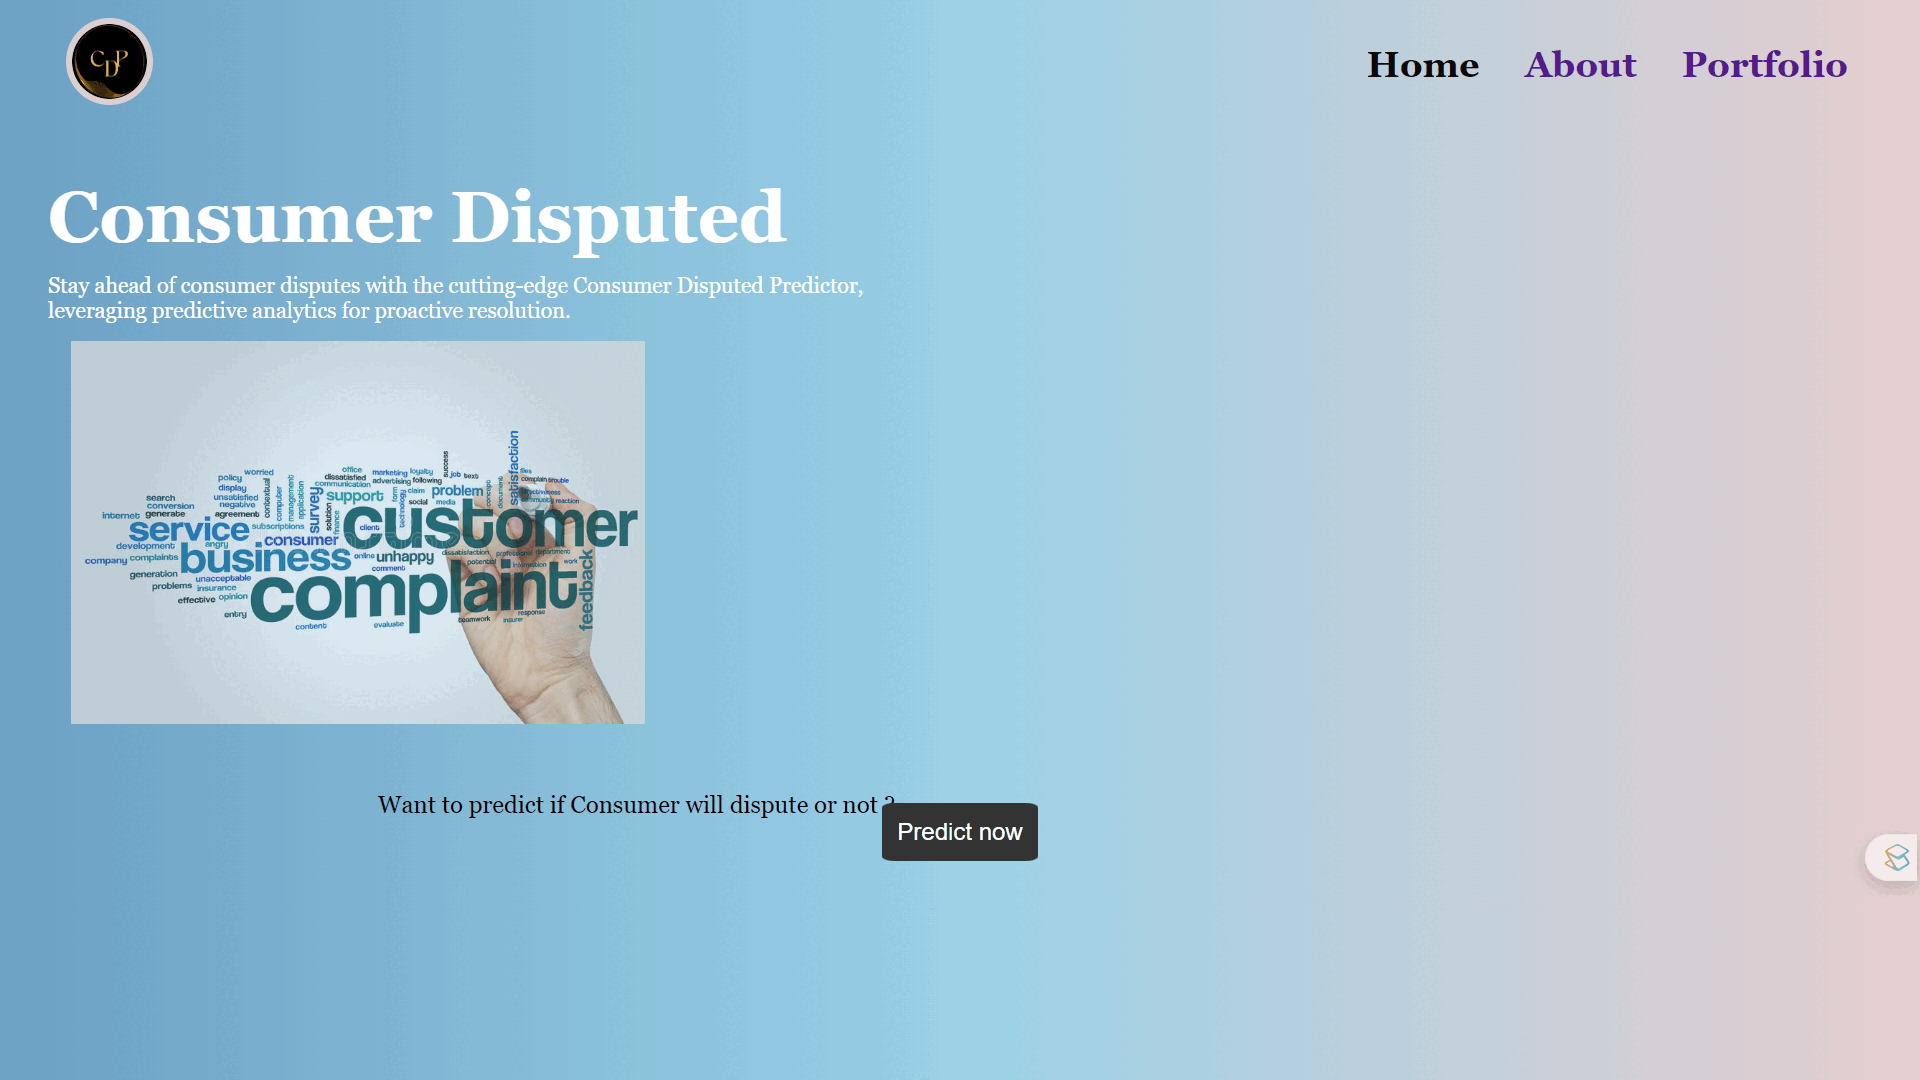 CDP
Home About Portfolio
Consumer Disputed
Stay ahead of consumer disputes with the cutting-edge Consumer Disputed Predictor,
leveraging predictive analytics for proactive resolution.
satisfaction
success
worried
office
marketing
loyalty
job
text
files
policy
dissatisfied
advertising
following
complain
trouble
display
contextual
computer
management
application
communication
problem
concept
document
search
unsatisfied
survey
support
form
claim
conversion
negative
solution
technology
social
media
community
reaction
internet
generate
agreement
finance
customer
service
subscriptions
client
development
angry
consumer
company
complaints
business
online
unhappy
dissatisfaction
professional
department
generation
unacceptable
comment
potential
information
work
problems
insurance
complaint
feedback
effective
opinion
entry
response
content
evaluate
teamwork
insurer
Want to predict if Consumer will dispute or not ?
Predict now